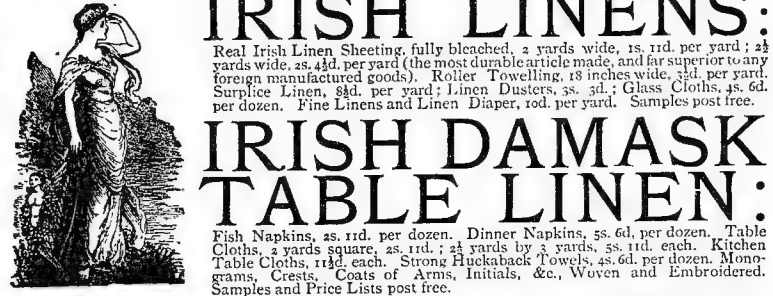 IRISH LINENS:
Real Irish Linen Sheeting, fully bleached, 2 yards wide, 1s. 11d. per yard ; 2½
yards wide, 2s. 4½d. per yard (the most durable article made, and far superior to any
foreign manufactured goods). Roller Towelling, 18 inches wide, 3½d. per yard.
Surplice Linen, 8½d. per yard ; Linen Dusters, 3s. 3d. ; Glass Cloths, 4s. 6d.
per dozen. Fine Linens and Linen Diaper, 10d. per yard. Samples post free.
IRISH DAMASK
TABLE LINEN:
Fish Napkins, 2s. 11d. per dozen. Dinner Napkins, 5s. 6d, per dozen. Table
Cloths, 2 yards square, 2s. 11d. ; 2½ yards by 3 yards, 5s. 11d. each. Kitchen
Table Cloths, 11½d. each. Strong Huckaback Towels, 4s. 6d. per dozen. Mono-
grams, Crests, Coats of Arms, Initials, &c., Woven and Embroidered.
Samples and Price Lists post free.